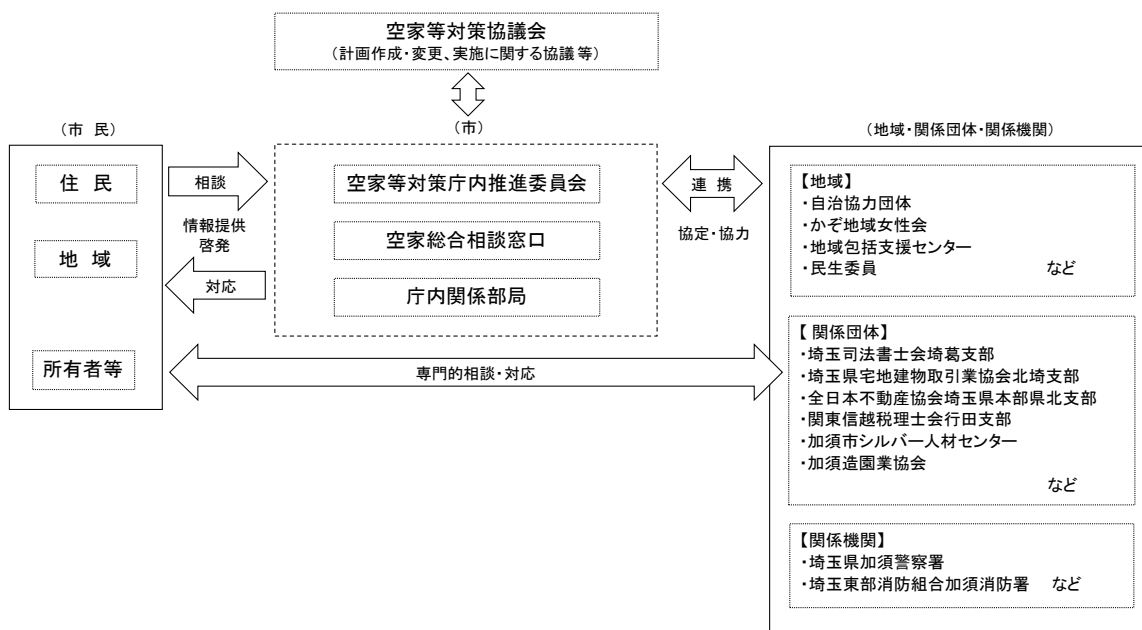 空家等対策協議会
（計画作成・変更、実施に関する協議等）
（市 民）
住 民
地 域
所有者等
相談
情報提供
啓発
対応
（市）
空家等対策庁内推進委員会
空家総合相談窓口
庁内関係部局
連 携
協定・協力
専門的相談・対応
（地域・関係団体・関係機関）
【地域】
・自治協力団体
・かぞ地域女性会
・地域包括支援センター
・民生委員 など
【関係団体】
・埼玉司法書士会埼葛支部
・埼玉県宅地建物取引業協会北埼支部
・全日本不動産協会埼玉県本部県北支部
・関東信越税理士会行田支部
・加須市シルバー人材センター
・加須造園業協会
など
【関係機関】
・埼玉県加須警察署
・埼玉東部消防組合加須消防署 など